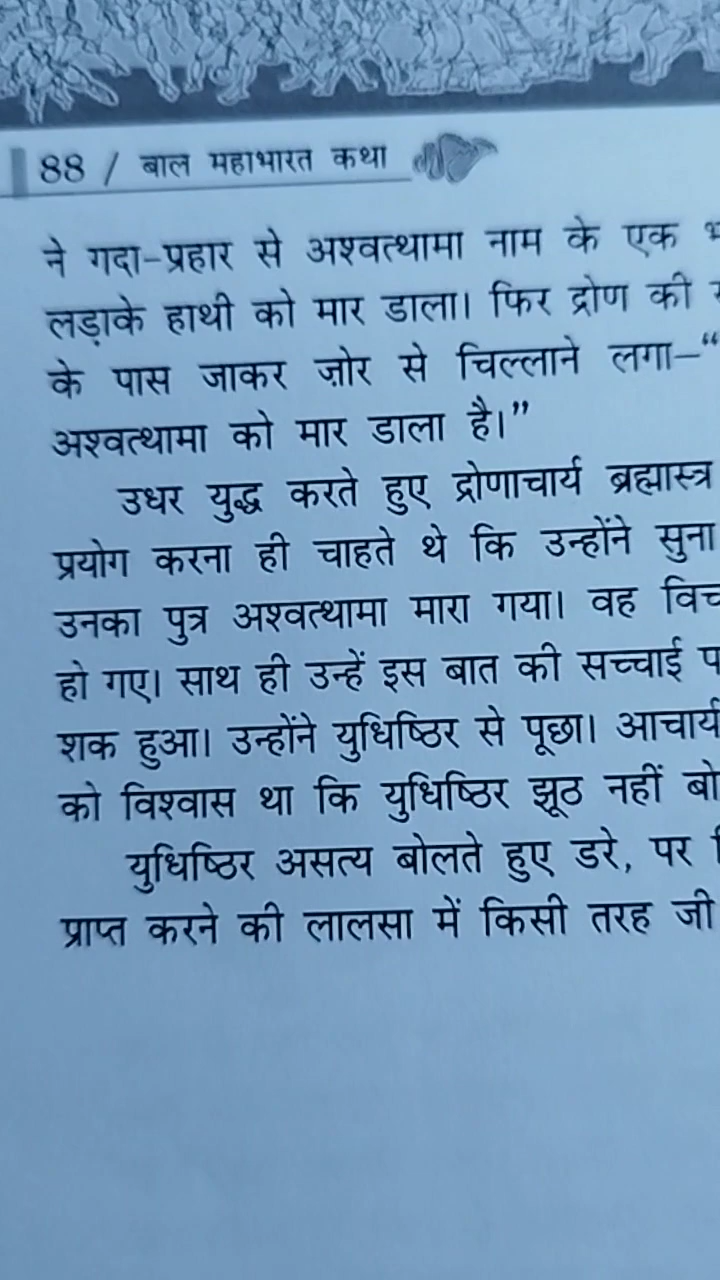 88 / बाल महाभारत कथा
ने गदा-प्रहार से अश्वत्थामा नाम के एक
लड़ाके हाथी को मार डाला। फिर द्रोण की
के पास जाकर ज़ोर से चिल्लाने लगा–“
अश्वत्थामा को मार डाला है।”
उधर युद्ध करते हुए द्रोणाचार्य ब्रह्मास्त्र
प्रयोग करना ही चाहते थे कि उन्होंने सुना
उनका पुत्र अश्वत्थामा मारा गया। वह
हो गए। साथ ही उन्हें इस बात की सच्चाई
शक हुआ। उन्होंने युधिष्ठिर से पूछा। आचार्य
को विश्वास था कि युधिष्ठिर झूठ नहीं
युधिष्ठिर असत्य बोलते हुए डरे, पर
प्राप्त करने की लालसा में किसी तरह जी